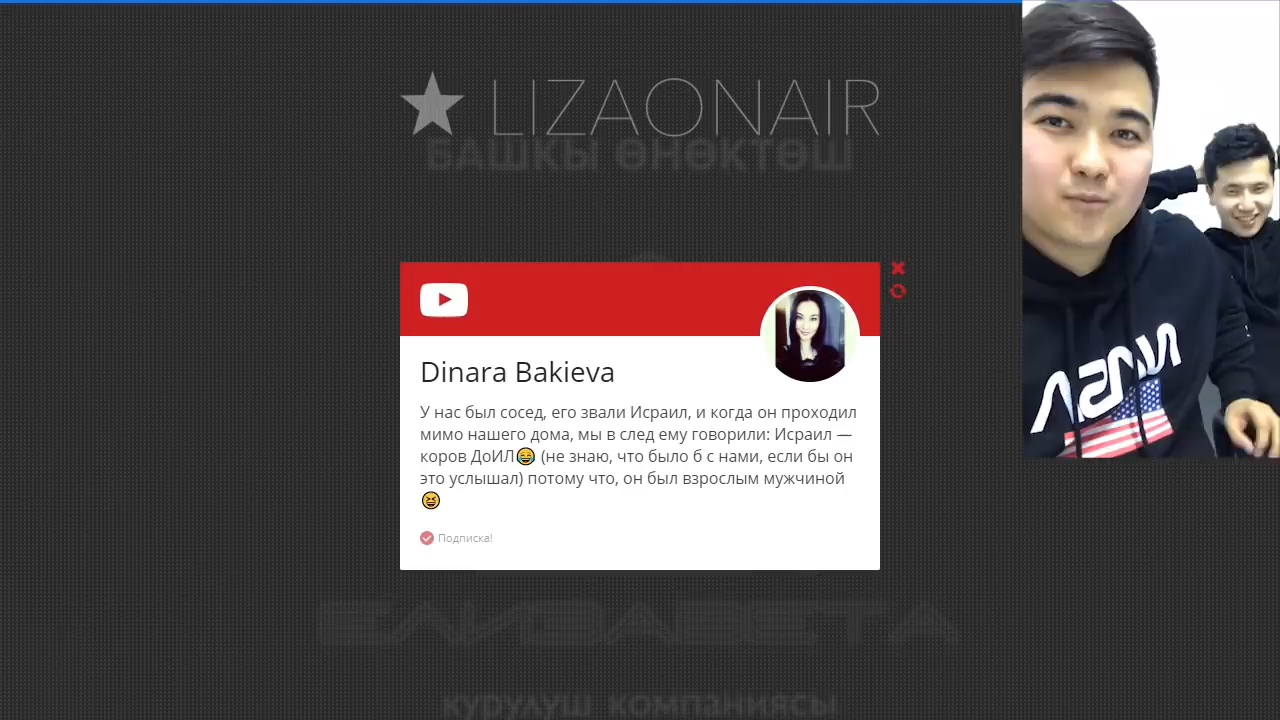 ★ LIZAONAIR
БАШКЫ ӨНӨКТӨШ
Dinara Bakieva
У нас был сосед, его звали Исраил, и когда он проходил
мимо нашего дома, мы в след ему говорили: Исраил —
коров ДоИЛ😂 (не знаю, что было б с нами, если бы он
это услышал) потому что, он был взрослым мужчиной
😆
Подписка!
ЕЛИЗАВЕТА
курулуш компаниясы